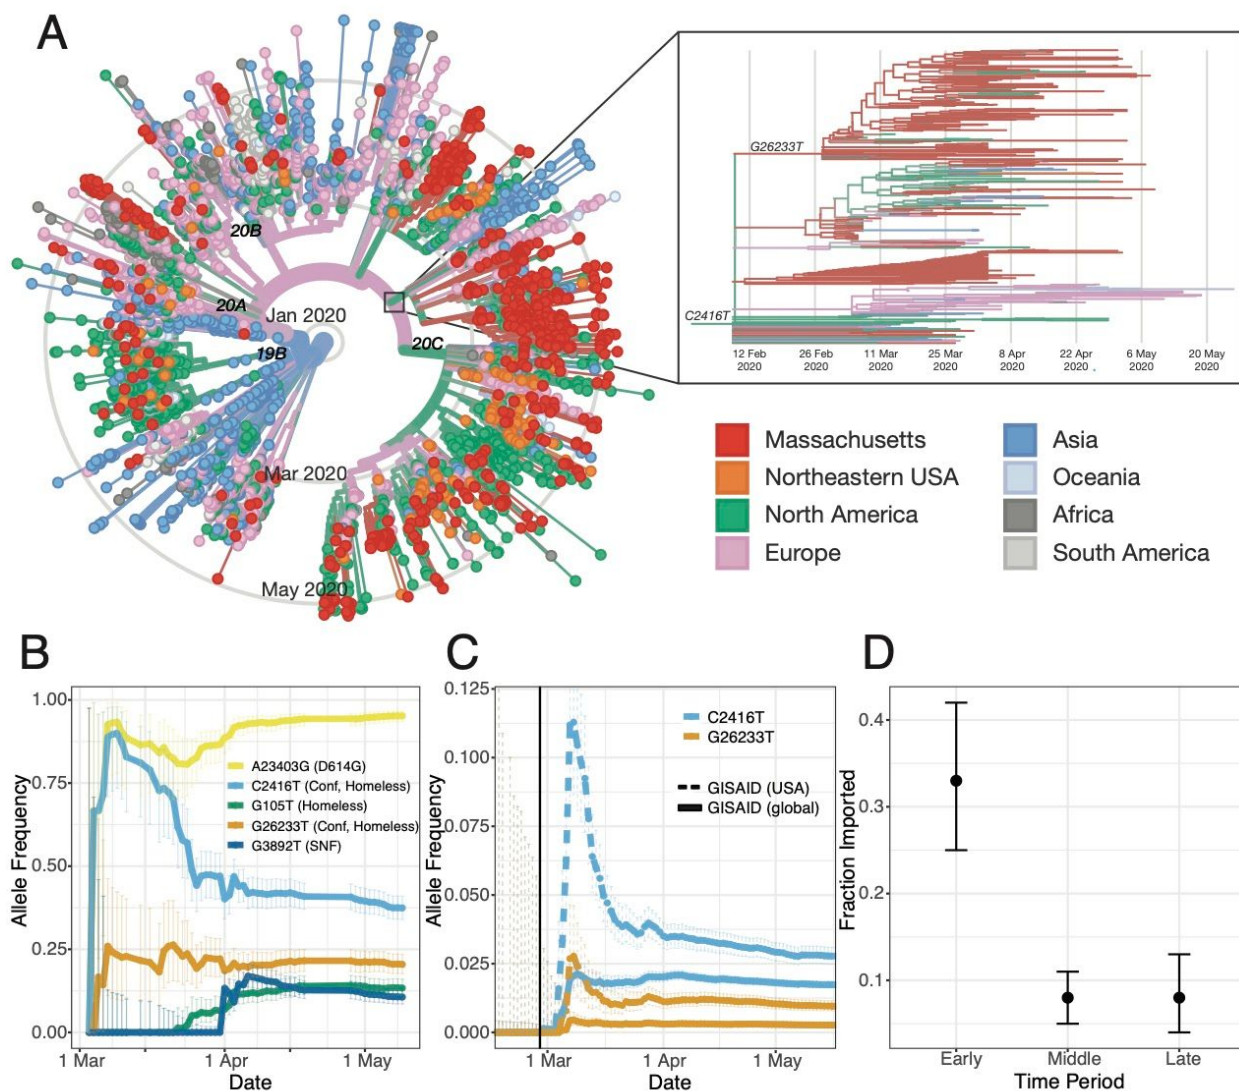 A
20B
20A
Jan 2020
19B
20C
Mar 2020
May 2020
G26233T
C2416T
12 Feb 2020
26 Feb 2020
11 Mar 2020
25 Mar 2020
8 Apr 2020
22 Apr 2020
6 May 2020
20 May 2020
Massachusetts
Northeastern USA
North America
Europe
Asia
Oceania
Africa
South America
B
Allele Frequency
1.00
0.75
0.50
0.25
0.00
A23403G (D614G)
C2416T (Conf, Homeless)
G105T (Homeless)
G26233T (Conf, Homeless)
G3892T (SNF)
1 Mar
1 Apr
1 May
Date
C
Allele Frequency
0.125
0.100
0.075
0.050
0.025
0.000
C2416T
G26233T
GISAID (USA)
GISAID (global)
1 Mar
1 Apr
1 May
Date
D
Fraction Imported
0.4
0.3
0.2
0.1
Early
Middle
Late
Time Period